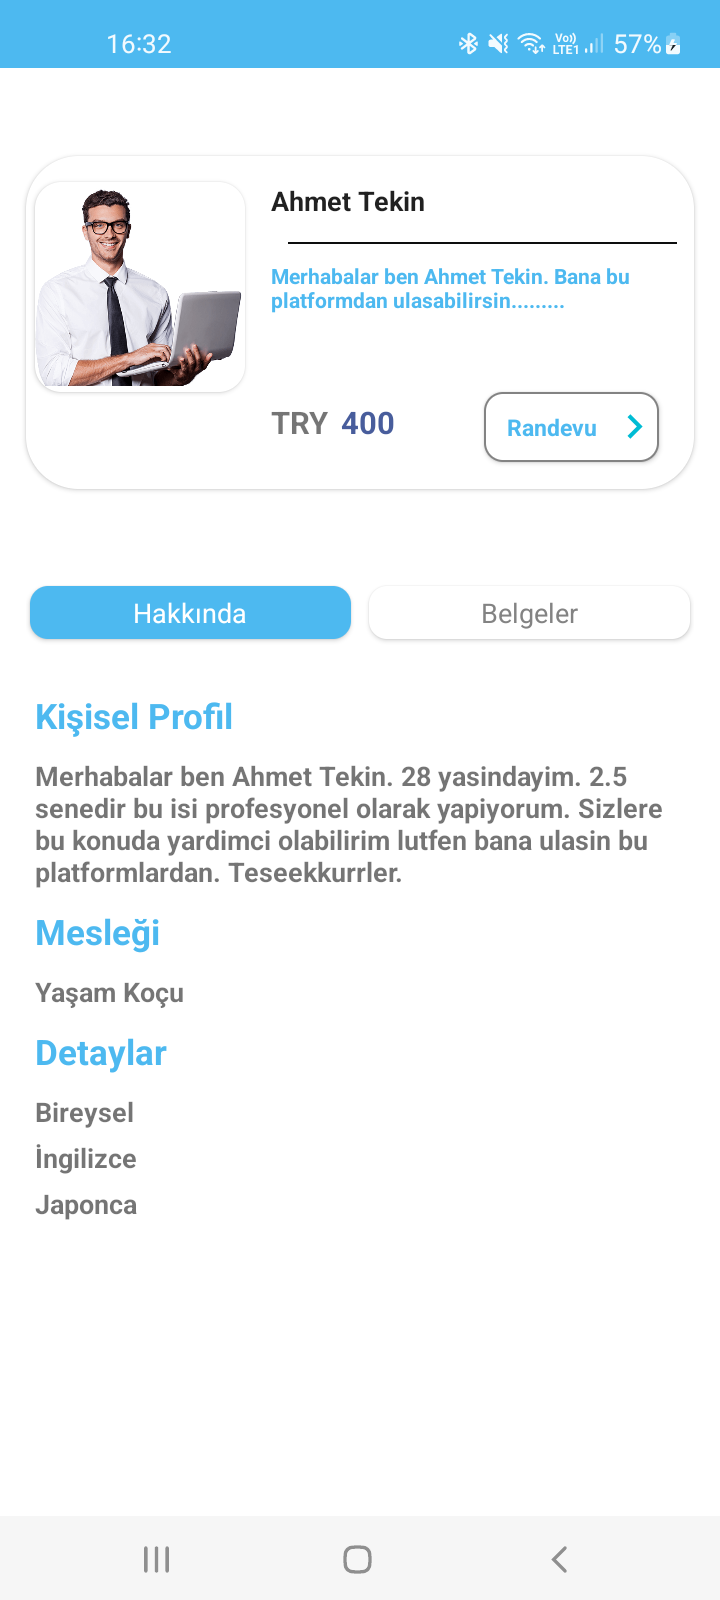 16:32
Vo)) LTE1 57%
Ahmet Tekin
Merhabalar ben Ahmet Tekin. Bana bu
platformdan ulasabilirsin.........
TRY 400
Randevu
Hakkında
Belgeler
Kişisel Profil
Merhabalar ben Ahmet Tekin. 28 yasindayim. 2.5
senedir bu isi profesyonel olarak yapiyorum. Sizlere
bu konuda yardimci olabilirim lutfen bana ulasin bu
platformlardan. Teseekkurrler.
Mesleği
Yaşam Koçu
Detaylar
Bireysel
İngilizce
Japonca